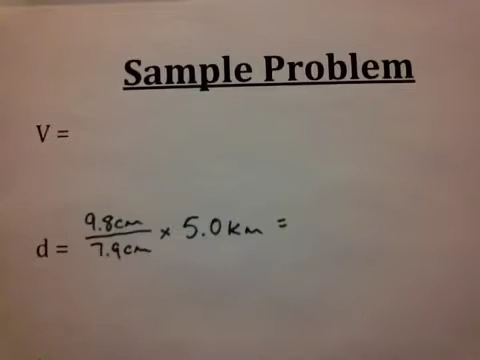 Sample Problem
V =
d = 9.8cm/7.9cm × 5.0km =